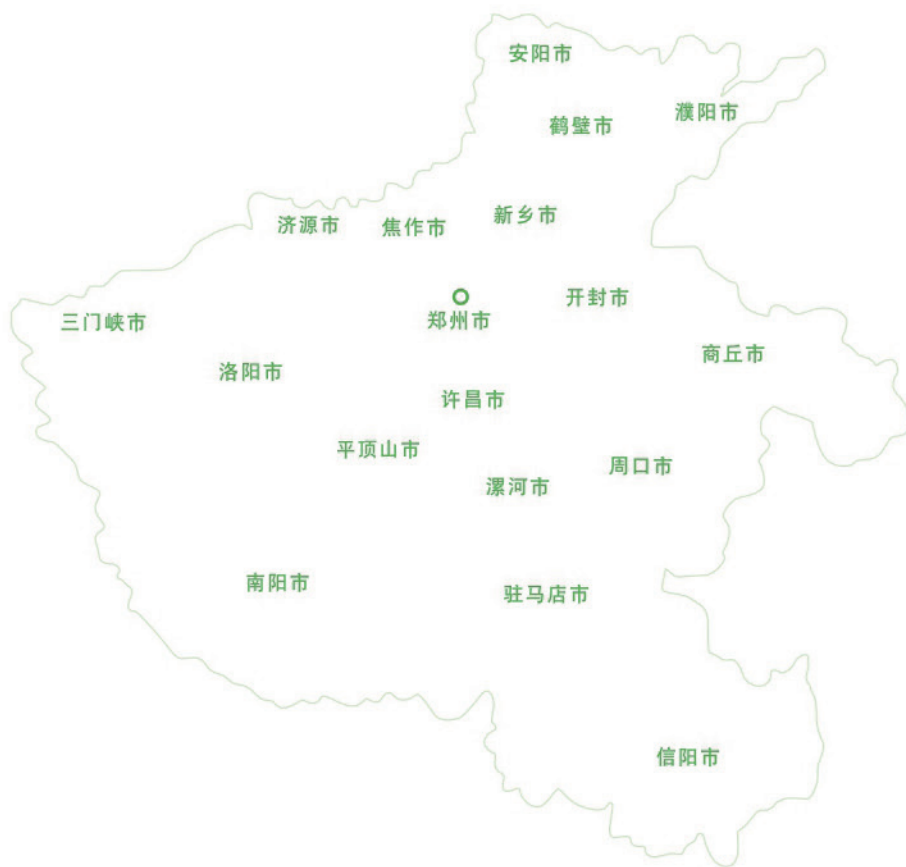 安阳市
濮阳市
鹤壁市
新乡市
济源市
焦作市
开封市
郑州市
三门峡市
商丘市
洛阳市
许昌市
平顶山市
周口市
漯河市
南阳市
驻马店市
信阳市